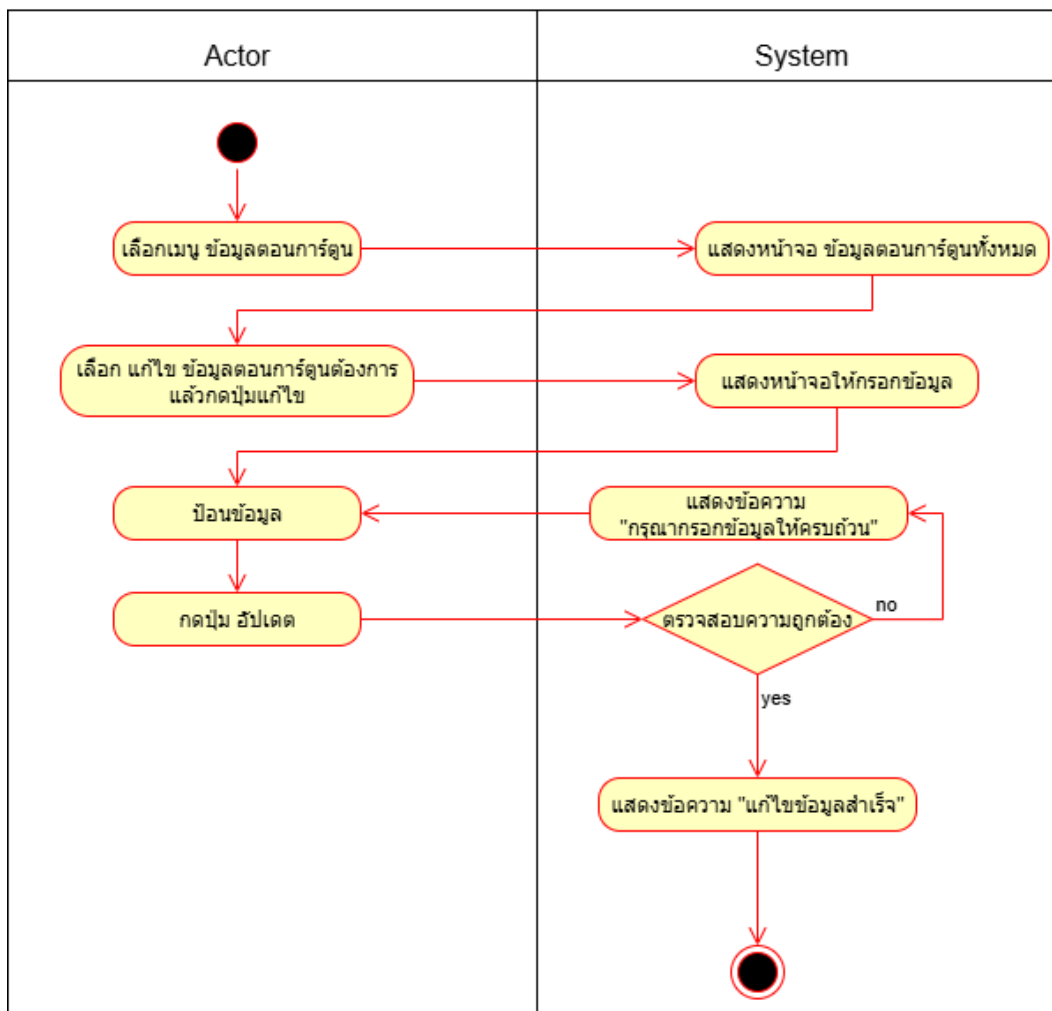 Actor
System
เลือกเมนู ข้อมูลตอนการ์ตูน
แสดงหน้าจอ ข้อมูลตอนการ์ตูนทั้งหมด
เลือก แก้ไข ข้อมูลตอนการ์ตูนต้องการ
แล้วกดปุ่มแก้ไข
แสดงหน้าจอให้กรอกข้อมูล
ป้อนข้อมูล
แสดงข้อความ
"กรุณากรอกข้อมูลให้ครบถ้วน"
กดปุ่ม อัปเดต
ตรวจสอบความถูกต้อง
no
yes
แสดงข้อความ "แก้ไขข้อมูลสำเร็จ"